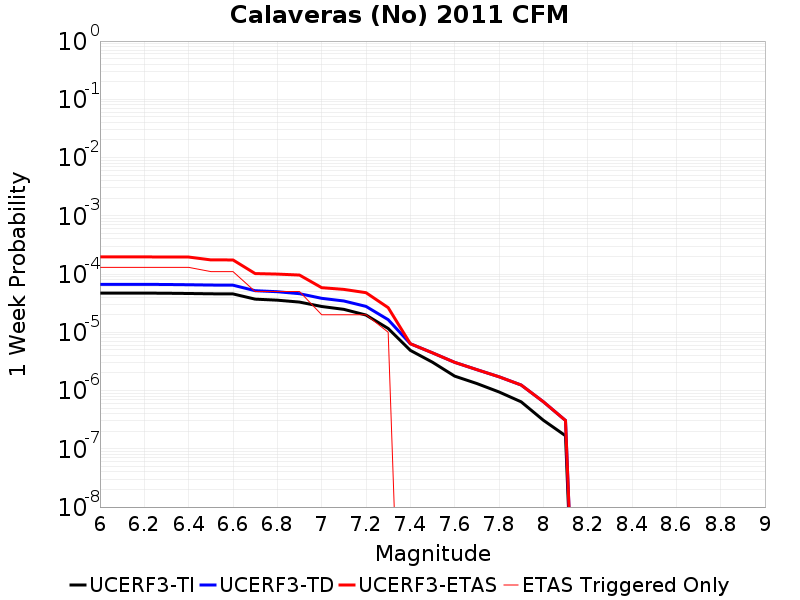 Calaveras (No) 2011 CFM
1 Week Probability
10^0
10^-1
10^-2
10^-3
10^-4
10^-5
10^-6
10^-7
10^-8
6 6.2 6.4 6.6 6.8 7 7.2 7.4 7.6 7.8 8 8.2 8.4 8.6 8.8 9
Magnitude
UCERF3-TI UCERF3-TD UCERF3-ETAS ETAS Triggered Only